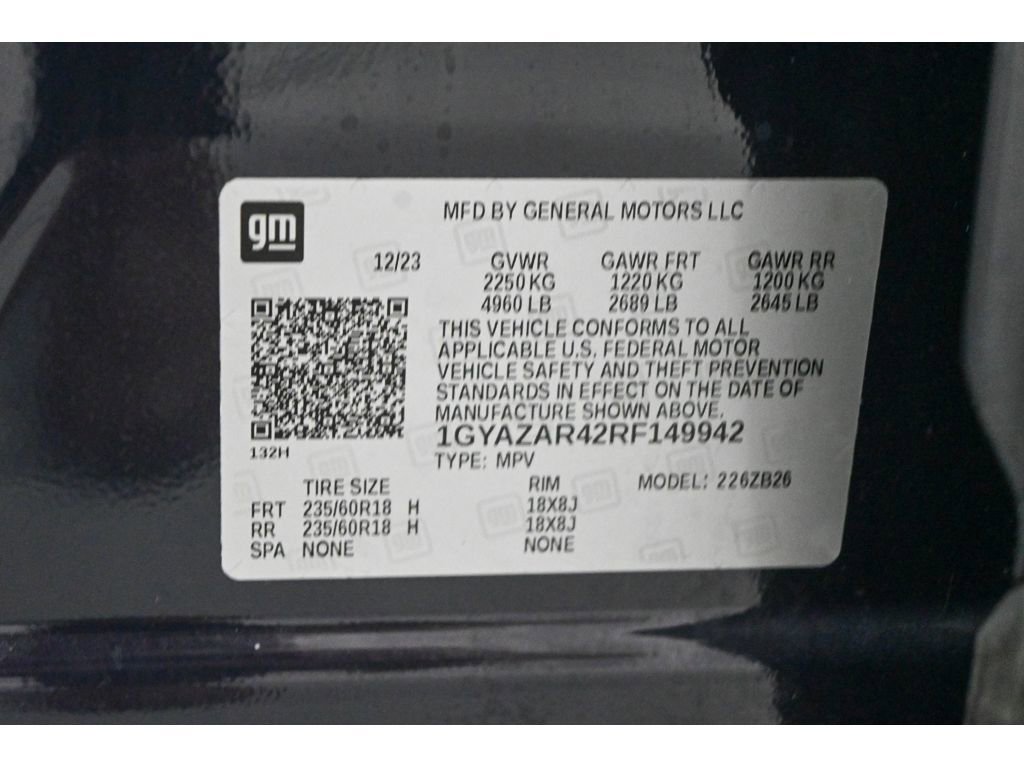 gm
MFD BY GENERAL MOTORS LLC
12/23 GVWR GAWR FRT GAWR RR
2250 KG 1220 KG 1200 KG
4960 LB 2689 LB 2645 LB
THIS VEHICLE CONFORMS TO ALL
APPLICABLE U.S. FEDERAL MOTOR
VEHICLE SAFETY AND THEFT PREVENTION
STANDARDS IN EFFECT ON THE DATE OF
MANUFACTURE SHOWN ABOVE.
1GYAZAR42RF149942
132H
TYPE: MPV
TIRE SIZE RIM MODEL: 226ZB26
FRT 235/60R18 H 18X8J
RR 235/60R18 H 18X8J
SPA NONE NONE